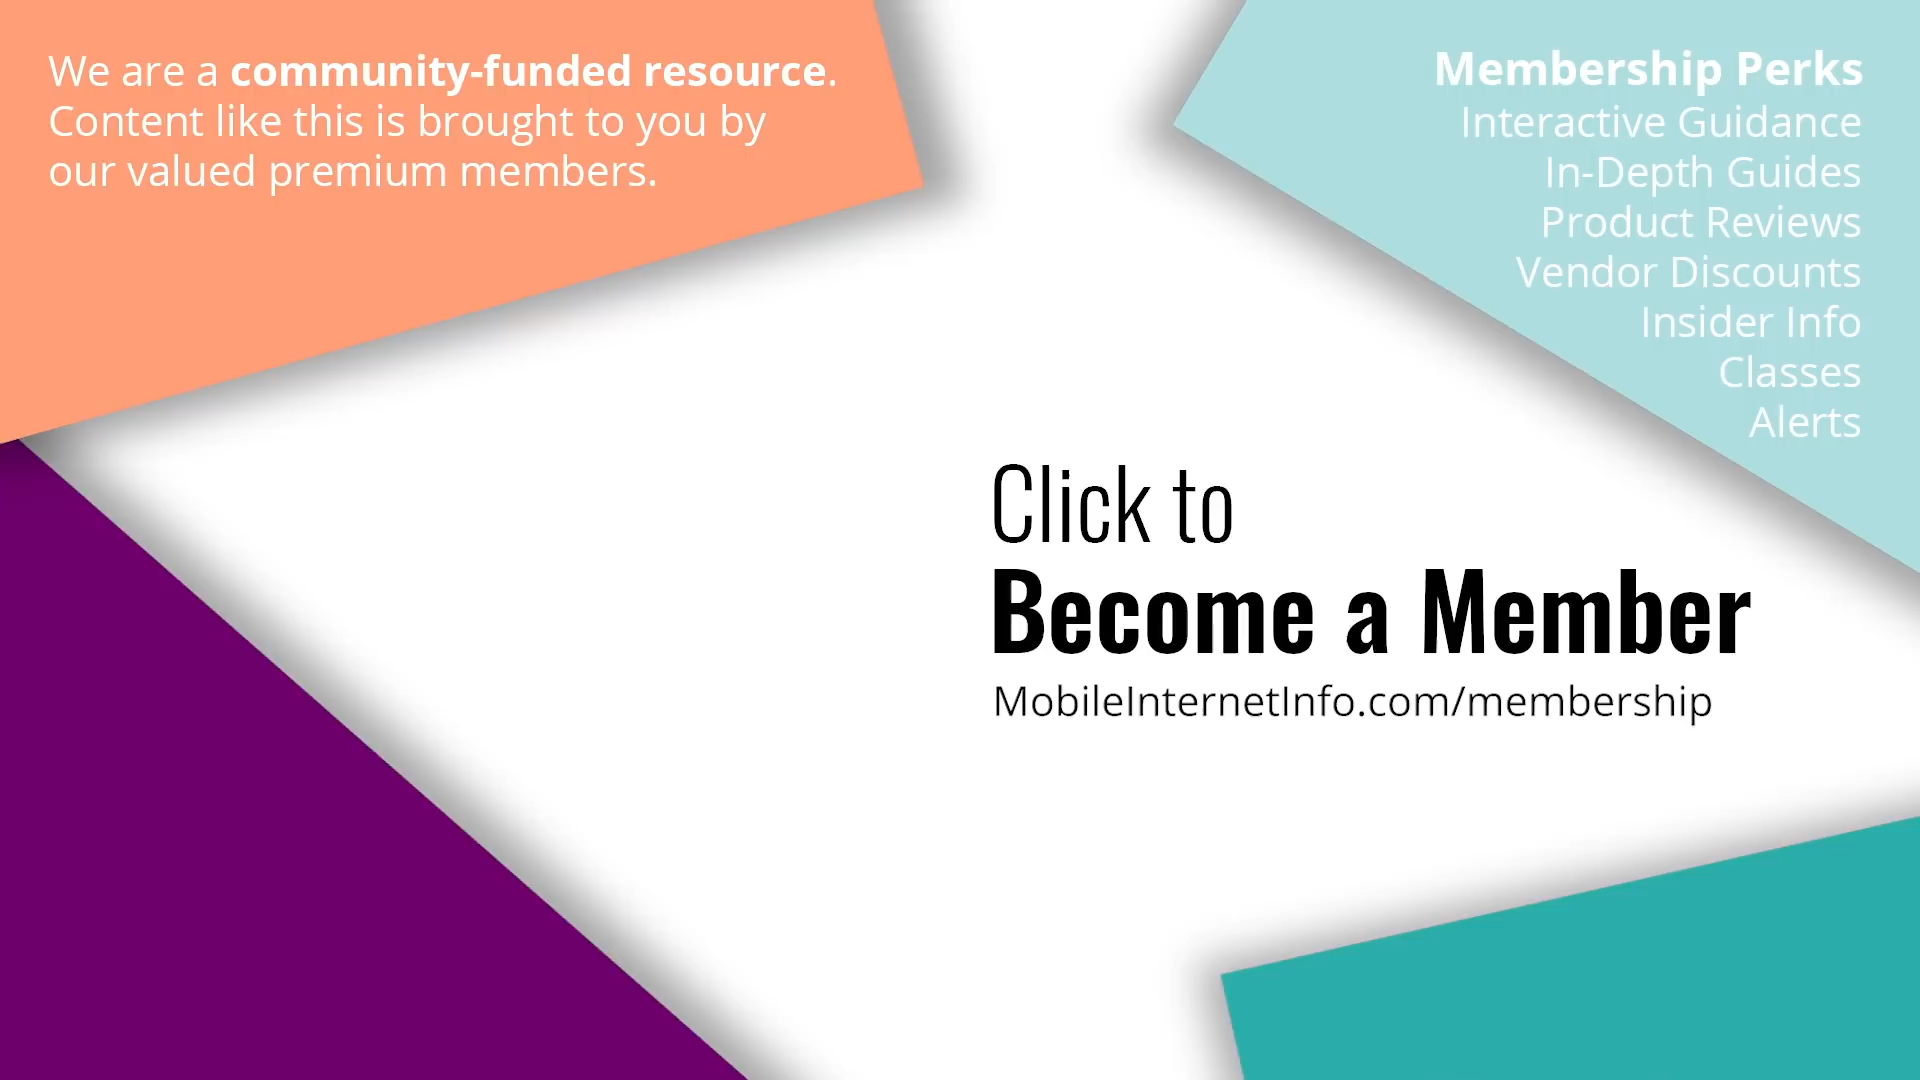 We are a community-funded resource.
Content like this is brought to you by
our valued premium members.
Membership Perks
Interactive Guidance
In-Depth Guides
Product Reviews
Vendor Discounts
Insider Info
Classes
Alerts
Click to
Become a Member
MobileInternetInfo.com/membership